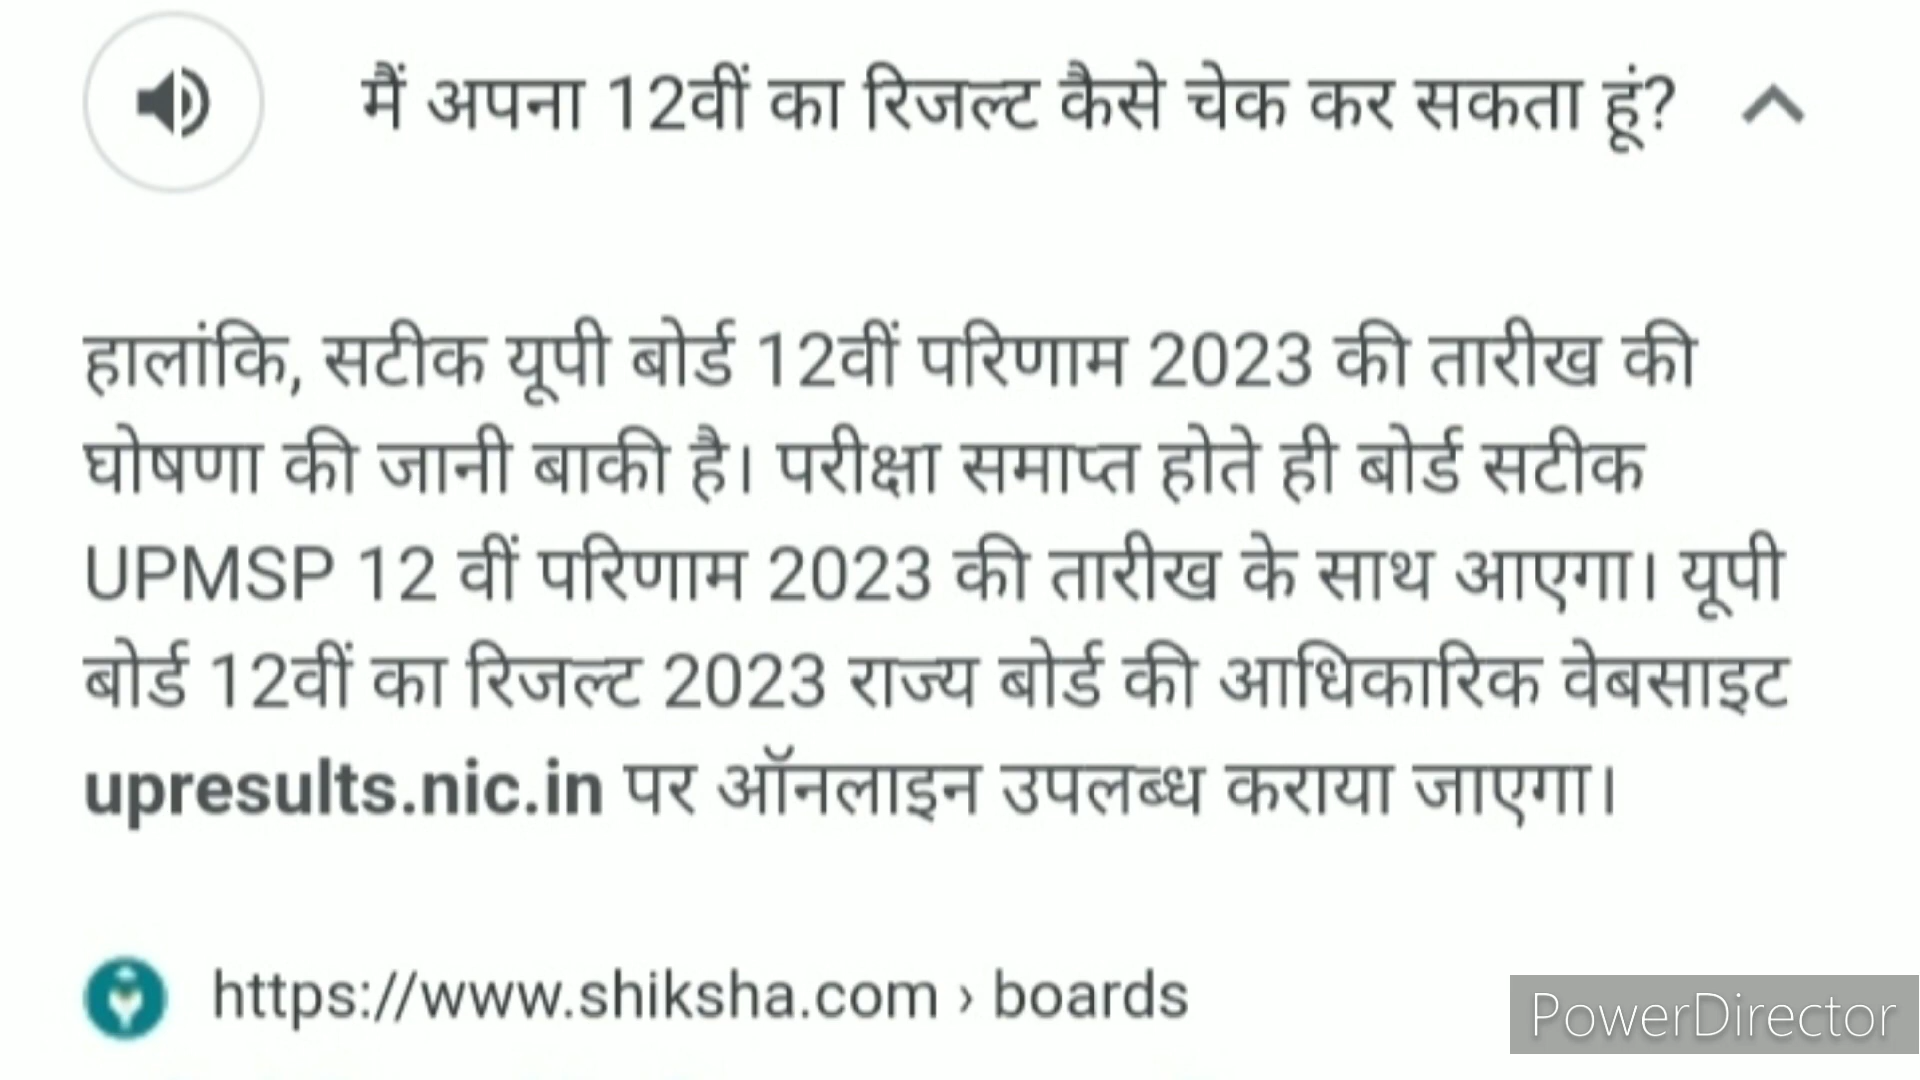 मैं अपना 12वीं का रिजल्ट कैसे चेक कर सकता हूं?
हालांकि, सटीक यूपी बोर्ड 12वीं परिणाम 2023 की तारीख की
घोषणा की जानी बाकी है। परीक्षा समाप्त होते ही बोर्ड सटीक
UPMSP 12 वीं परिणाम 2023 की तारीख के साथ आएगा। यूपी
बोर्ड 12वीं का रिजल्ट 2023 राज्य बोर्ड की आधिकारिक वेबसाइट
upresults.nic.in पर ऑनलाइन उपलब्ध कराया जाएगा।
https://www.shiksha.com › boards
PowerDirector